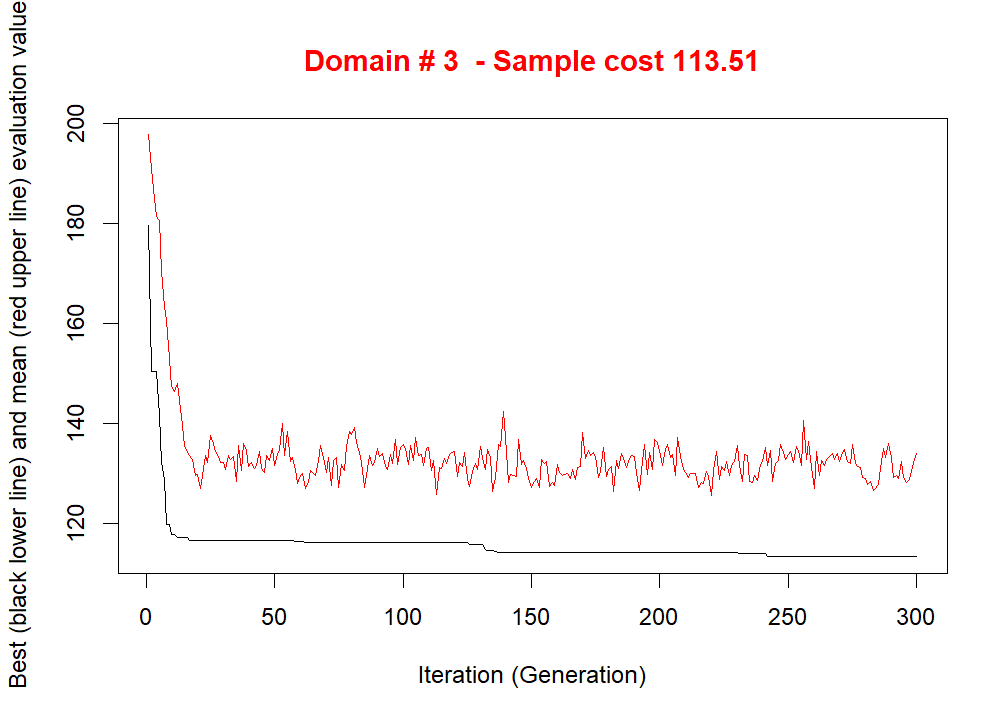 Domain # 3  - Sample cost 113.51
Best (black lower line) and mean (red upper line) evaluation value
200
180
160
140
120
0 50 100 150 200 250 300
Iteration (Generation)